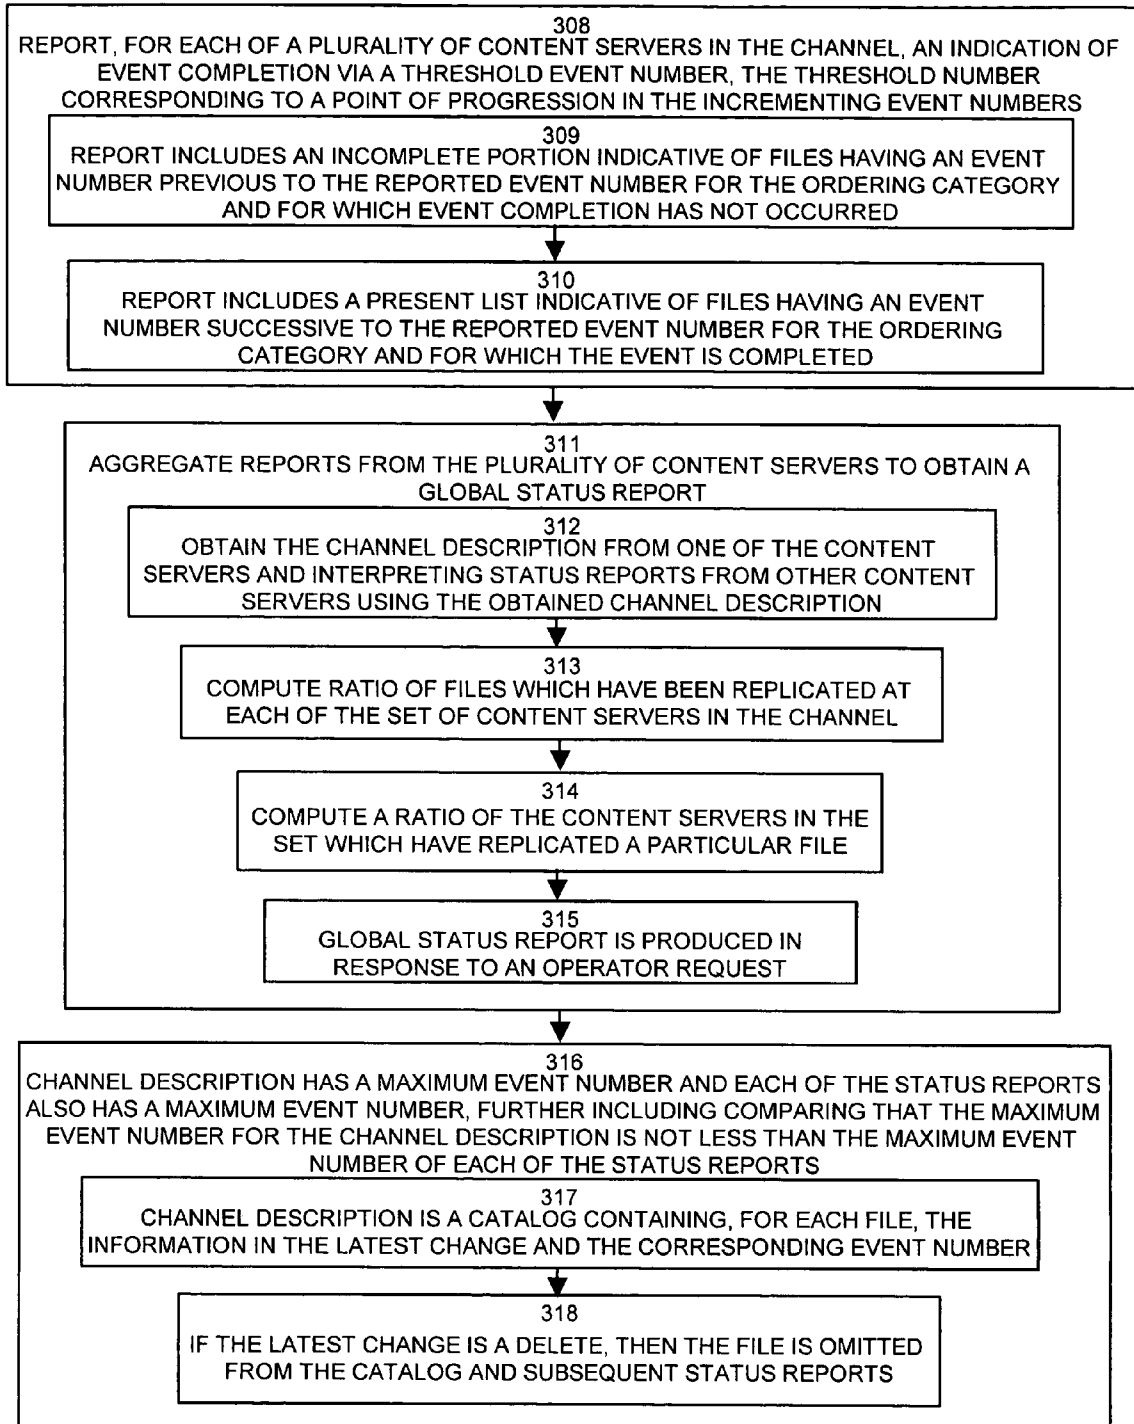 308
REPORT, FOR EACH OF A PLURALITY OF CONTENT SERVERS IN THE CHANNEL, AN INDICATION OF
EVENT COMPLETION VIA A THRESHOLD EVENT NUMBER, THE THRESHOLD NUMBER
CORRESPONDING TO A POINT OF PROGRESSION IN THE INCREMENTING EVENT NUMBERS
309
REPORT INCLUDES AN INCOMPLETE PORTION INDICATIVE OF FILES HAVING AN EVENT
NUMBER PREVIOUS TO THE REPORTED EVENT NUMBER FOR THE ORDERING CATEGORY
AND FOR WHICH EVENT COMPLETION HAS NOT OCCURRED
310
REPORT INCLUDES A PRESENT LIST INDICATIVE OF FILES HAVING AN EVENT
NUMBER SUCCESSIVE TO THE REPORTED EVENT NUMBER FOR THE ORDERING
CATEGORY AND FOR WHICH THE EVENT IS COMPLETED
311
AGGREGATE REPORTS FROM THE PLURALITY OF CONTENT SERVERS TO OBTAIN A
GLOBAL STATUS REPORT
312
OBTAIN THE CHANNEL DESCRIPTION FROM ONE OF THE CONTENT
SERVERS AND INTERPRETING STATUS REPORTS FROM OTHER CONTENT
SERVERS USING THE OBTAINED CHANNEL DESCRIPTION
313
COMPUTE RATIO OF FILES WHICH HAVE BEEN REPLICATED AT
EACH OF THE SET OF CONTENT SERVERS IN THE CHANNEL
314
COMPUTE A RATIO OF THE CONTENT SERVERS IN THE
SET WHICH HAVE REPLICATED A PARTICULAR FILE
315
GLOBAL STATUS REPORT IS PRODUCED IN
RESPONSE TO AN OPERATOR REQUEST
316
CHANNEL DESCRIPTION HAS A MAXIMUM EVENT NUMBER AND EACH OF THE STATUS REPORTS
ALSO HAS A MAXIMUM EVENT NUMBER, FURTHER INCLUDING COMPARING THAT THE MAXIMUM
EVENT NUMBER FOR THE CHANNEL DESCRIPTION IS NOT LESS THAN THE MAXIMUM EVENT
NUMBER OF EACH OF THE STATUS REPORTS
317
CHANNEL DESCRIPTION IS A CATALOG CONTAINING, FOR EACH FILE, THE
INFORMATION IN THE LATEST CHANGE AND THE CORRESPONDING EVENT NUMBER
318
IF THE LATEST CHANGE IS A DELETE, THEN THE FILE IS OMITTED
FROM THE CATALOG AND SUBSEQUENT STATUS REPORTS